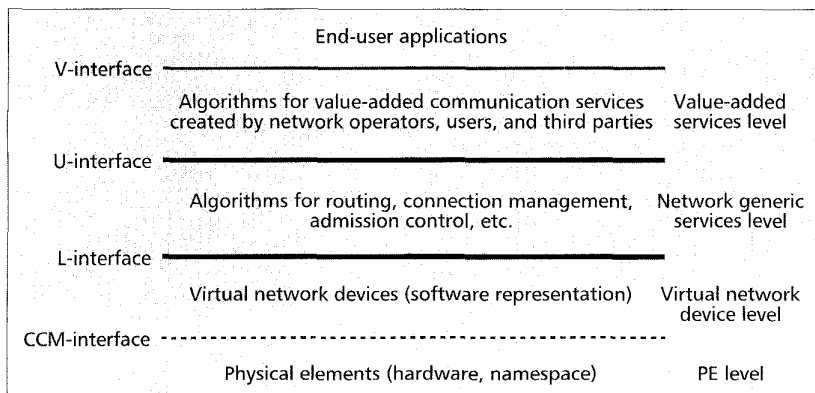 End-user applications
V-interface
Algorithms for value-added communication services Value-added
created by network operators, users, and third parties services level
U-interface
Algorithms for routing, connection management, Network generic
admission control, etc. services level
L-interface
Virtual network devices (software representation) Virtual network
device level
CCM-interface
Physical elements (hardware, namespace) PE level